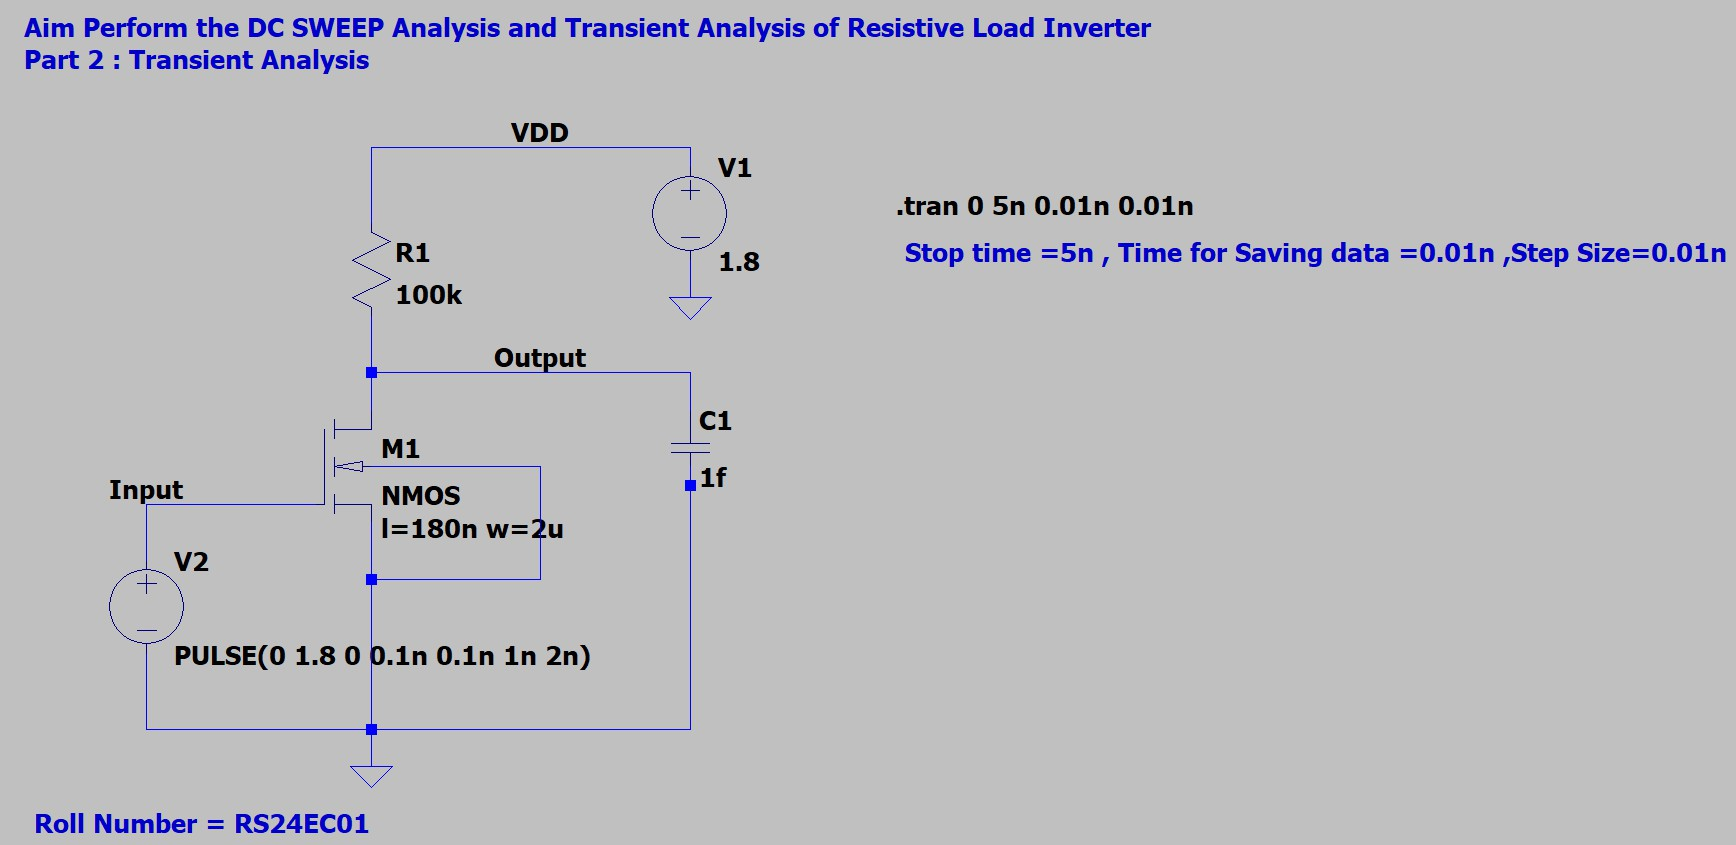 Aim Perform the DC SWEEP Analysis and Transient Analysis of Resistive Load Inverter
Part 2 : Transient Analysis
VDD
V1
1.8
.tran 0 5n 0.01n 0.01n
Stop time =5n , Time for Saving data =0.01n ,Step Size=0.01n
R1
100k
Output
C1
1f
M1
NMOS
l=180n w=2u
Input
V2
PULSE(0 1.8 0 0.1n 0.1n 1n 2n)
Roll Number = RS24EC01